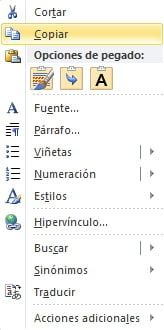 Cortar
Copiar
Opciones de pegado:
A
A Fuente...
Párrafo...
Viñetas
Numeración
Estilos
Hipervínculo...
Buscar
Sinónimos
Traducir
Acciones adicionales